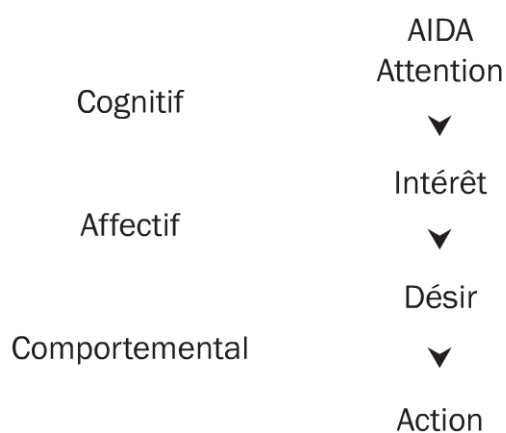 AIDA
Attention
Cognitif
Intérêt
Affectif
Désir
Comportemental
Action